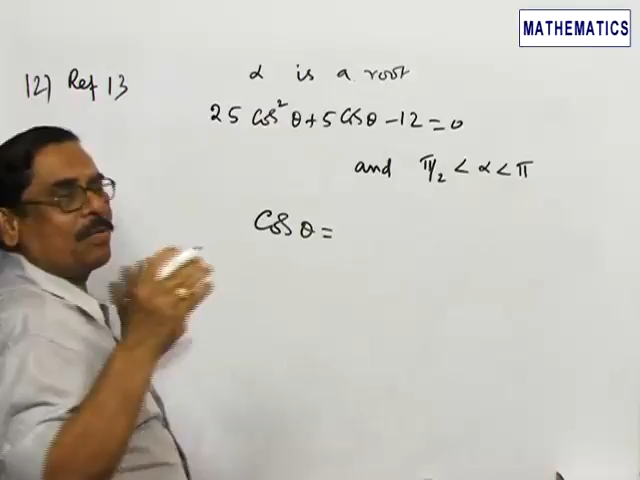 MATHEMATICS
12) Ref 13
α is a root
25 cos² θ + 5 cos θ - 12 = 0
and π/2 < α < π
cos θ =